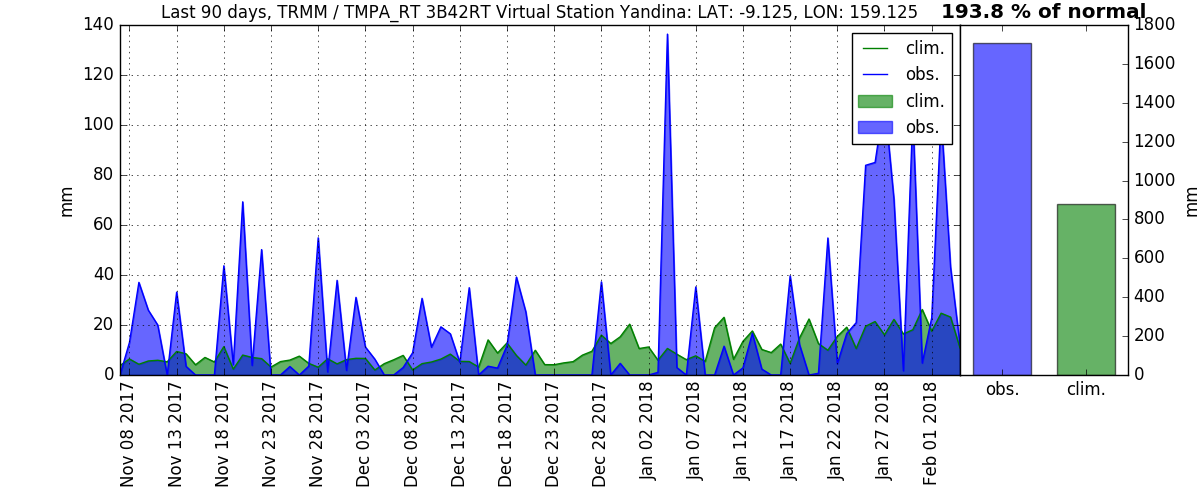 Last 90 days, TRMM / TMPA_RT 3B42RT Virtual Station Yandina: LAT: -9.125, LON: 159.125
193.8 % of normal
140
120
100
80
60
40
20
0
mm
clim.
obs.
clim.
obs.
Nov 08 2017
Nov 13 2017
Nov 18 2017
Nov 23 2017
Nov 28 2017
Dec 03 2017
Dec 08 2017
Dec 13 2017
Dec 18 2017
Dec 23 2017
Dec 28 2017
Jan 02 2018
Jan 07 2018
Jan 12 2018
Jan 17 2018
Jan 22 2018
Jan 27 2018
Feb 01 2018
1800
1600
1400
1200
1000
800
600
400
200
0
mm
obs.
clim.